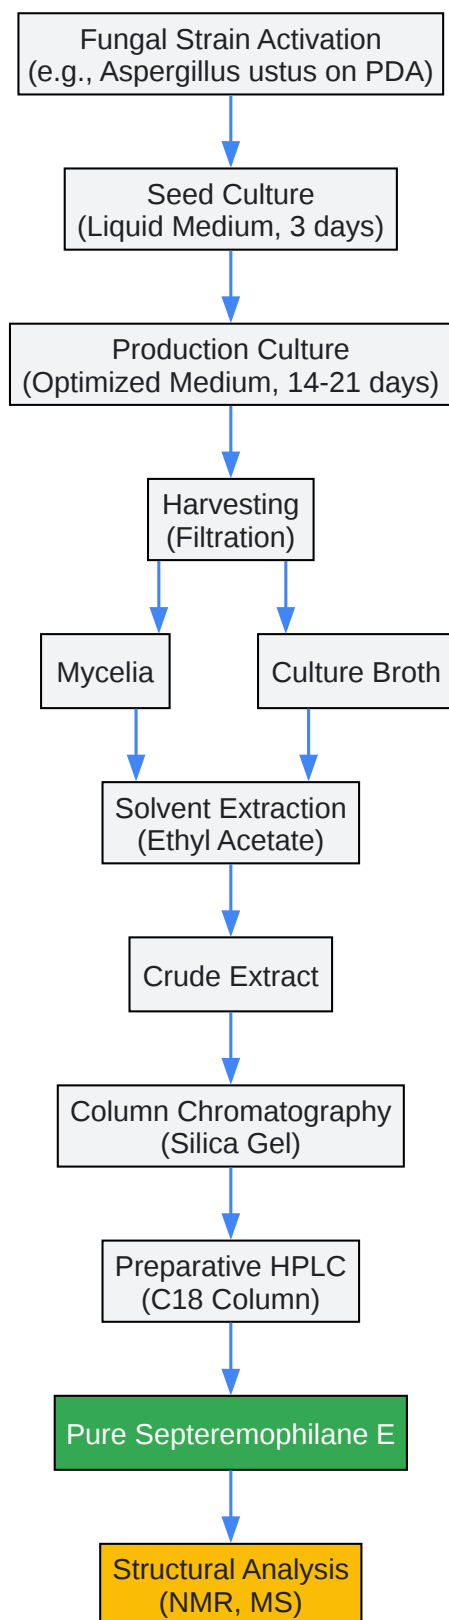 Fungal Strain Activation
(e.g., Aspergillus ustus on PDA)
Seed Culture
(Liquid Medium, 3 days)
Production Culture
(Optimized Medium, 14-21 days)
Harvesting
(Filtration)
Mycelia
Culture Broth
Solvent Extraction
(Ethyl Acetate)
Crude Extract
Column Chromatography
(Silica Gel)
Preparative HPLC
(C18 Column)
Pure Septeremophilane E
Structural Analysis
(NMR, MS)